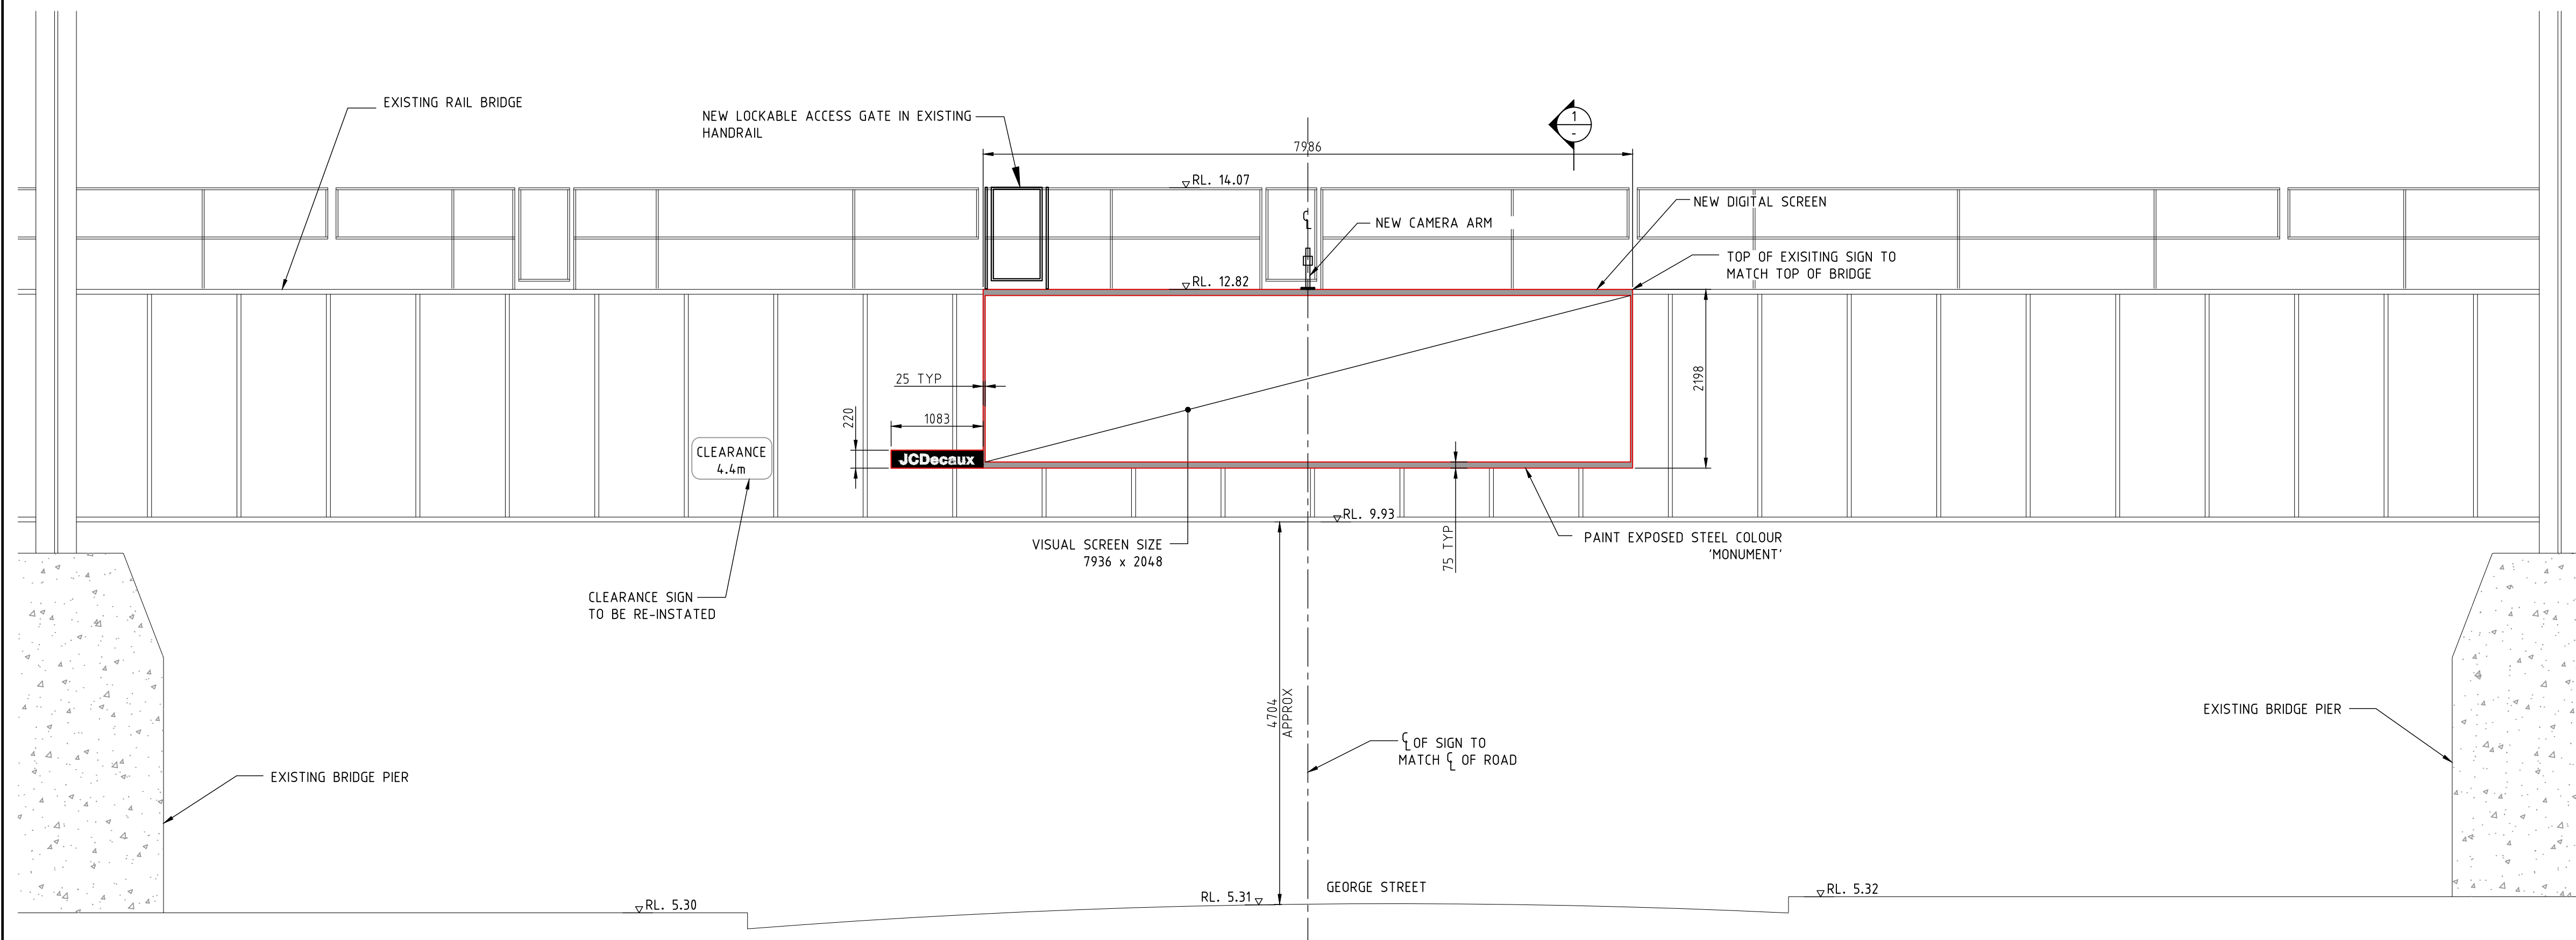 EXISTING RAIL BRIDGE
NEW LOCKABLE ACCESS GATE IN EXISTING
HANDRAIL
1
-
7986
RL. 14.07
NEW DIGITAL SCREEN
NEW CAMERA ARM
TOP OF EXISITING SIGN TO
MATCH TOP OF BRIDGE
RL. 12.82
25 TYP
2198
220
1083
CLEARANCE
4.4m
JCDecaux
RL. 9.93
VISUAL SCREEN SIZE
7936 x 2048
75 TYP
PAINT EXPOSED STEEL COLOUR
'MONUMENT'
CLEARANCE SIGN
TO BE RE-INSTATED
4704
APPROX
EXISTING BRIDGE PIER
℄ OF SIGN TO
MATCH ℄ OF ROAD
EXISTING BRIDGE PIER
GEORGE STREET
RL. 5.30
RL. 5.31
RL. 5.32